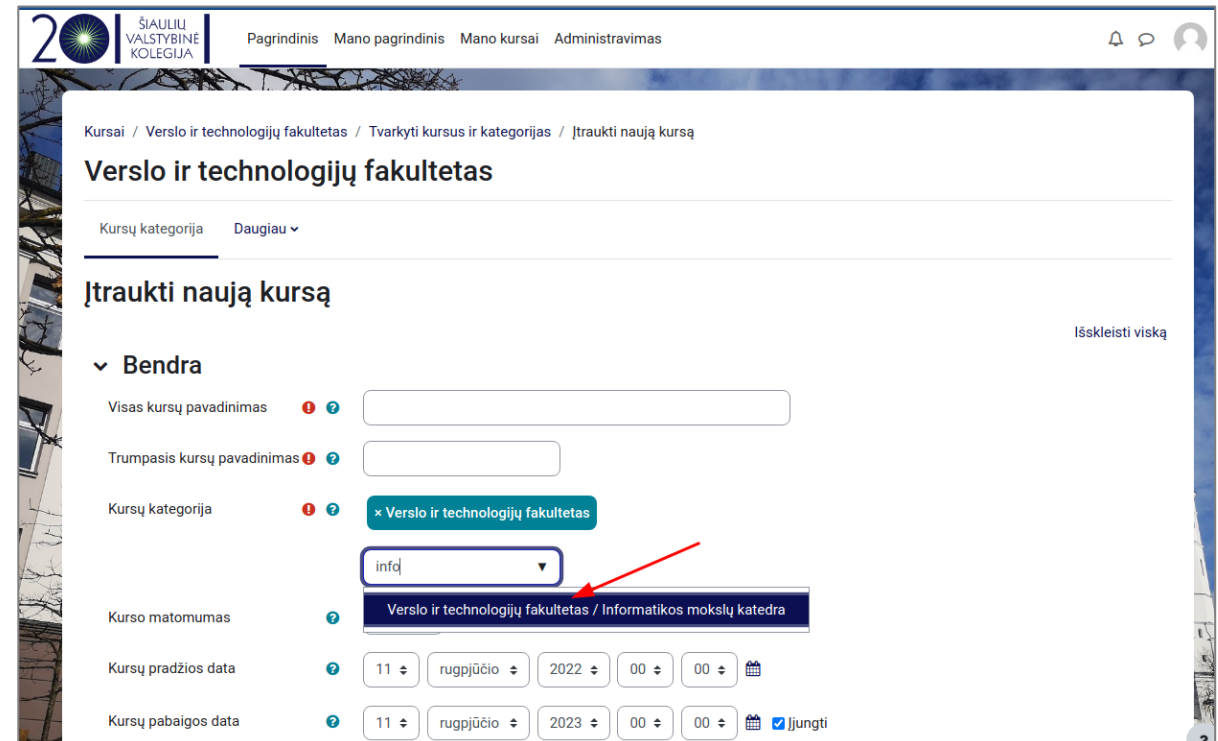 20
ŠIAULIŲ
VALSTYBINĖ
KOLEGIJA
Pagrindinis Mano pagrindinis Mano kursai Administravimas
Kursai / Verslo ir technologijų fakultetas / Tvarkyti kursus ir kategorijas / Įtraukti naują kursą
Verslo ir technologijų fakultetas
Kursų kategorija Daugiau
Įtraukti naują kursą
Išskleisti viską
Bendra
Visas kursų pavadinimas
Trumpasis kursų pavadinimas
Kursų kategorija × Verslo ir technologijų fakultetas
info
Verslo ir technologijų fakultetas / Informatikos mokslų katedra
Kurso matomumas
Kursų pradžios data 11 rugpjūčio 2022 00 00
Kursų pabaigos data 11 rugpjūčio 2023 00 00 Įjungti